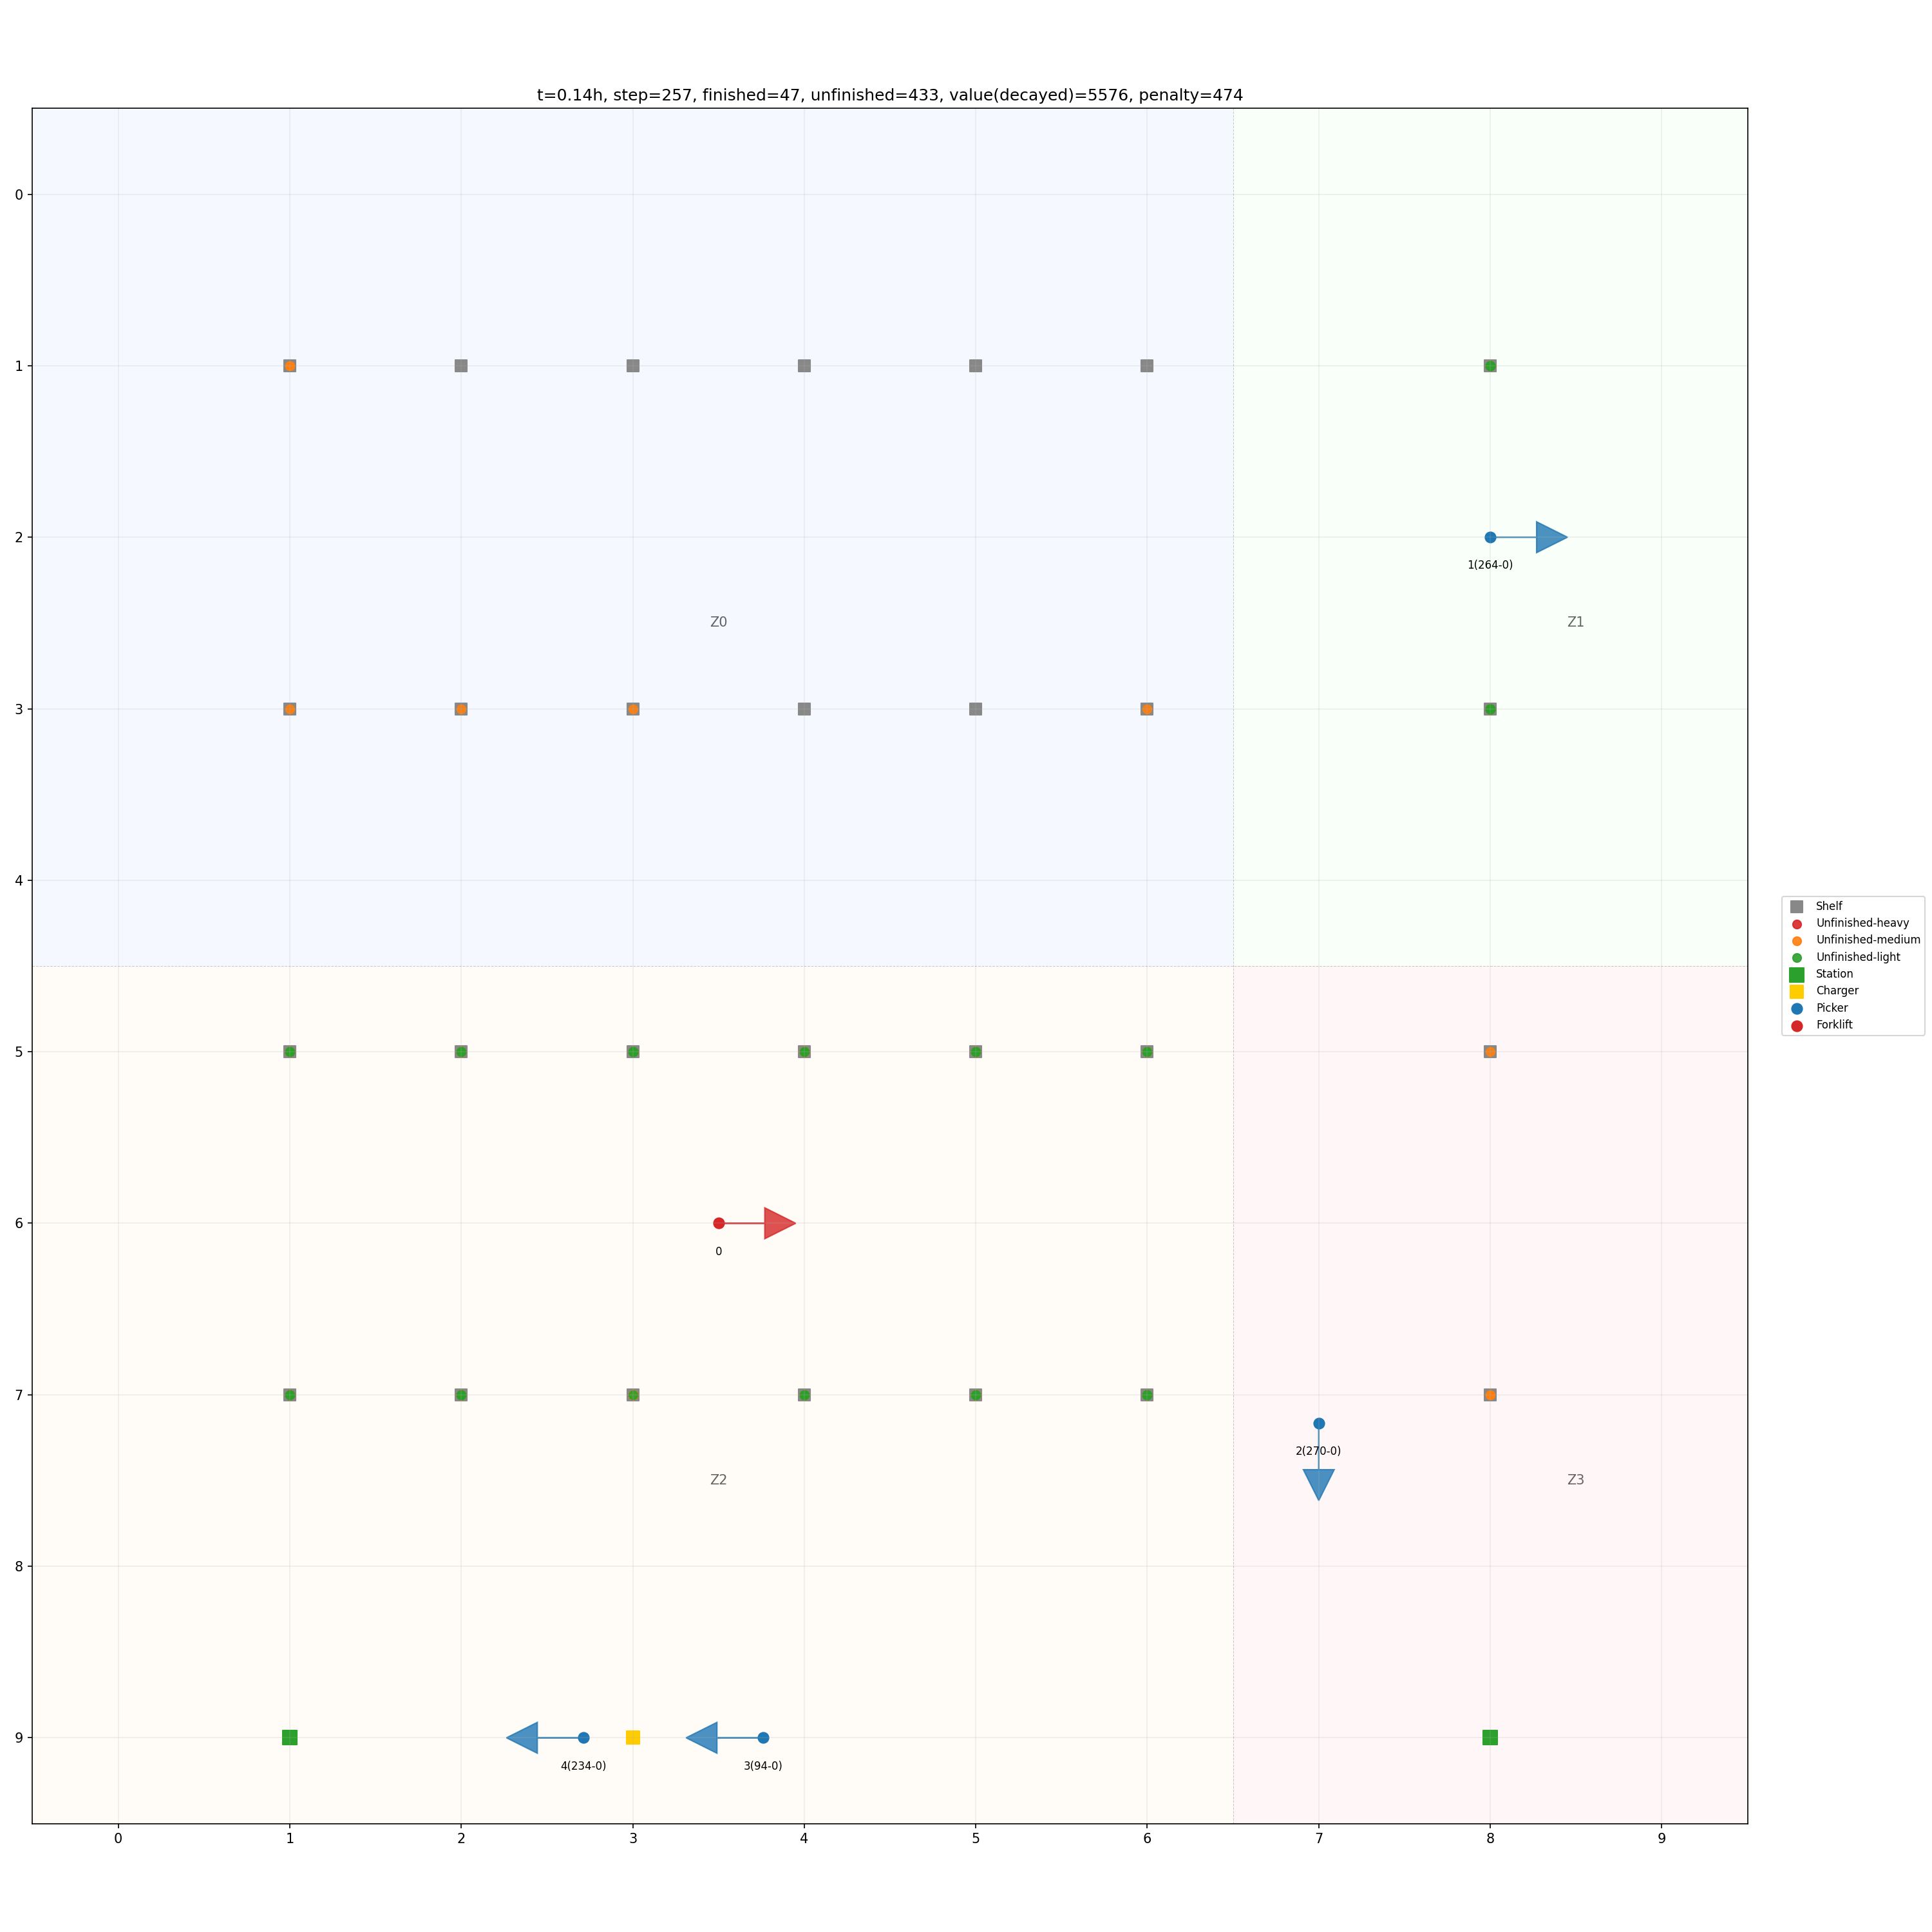 t=0.14h, step=257, finished=47, unfinished=433, value(decayed)=5576, penalty=474
0
1
1(264-0)
2
Z0
Z1
3
4
Shelf
Unfinished-heavy
Unfinished-medium
Unfinished-light
Station
Charger
Picker
Forklift
5
6
0
7
2(270-0)
Z2
Z3
8
9
4(234-0)
3(94-0)
0 1 2 3 4 5 6 7 8 9